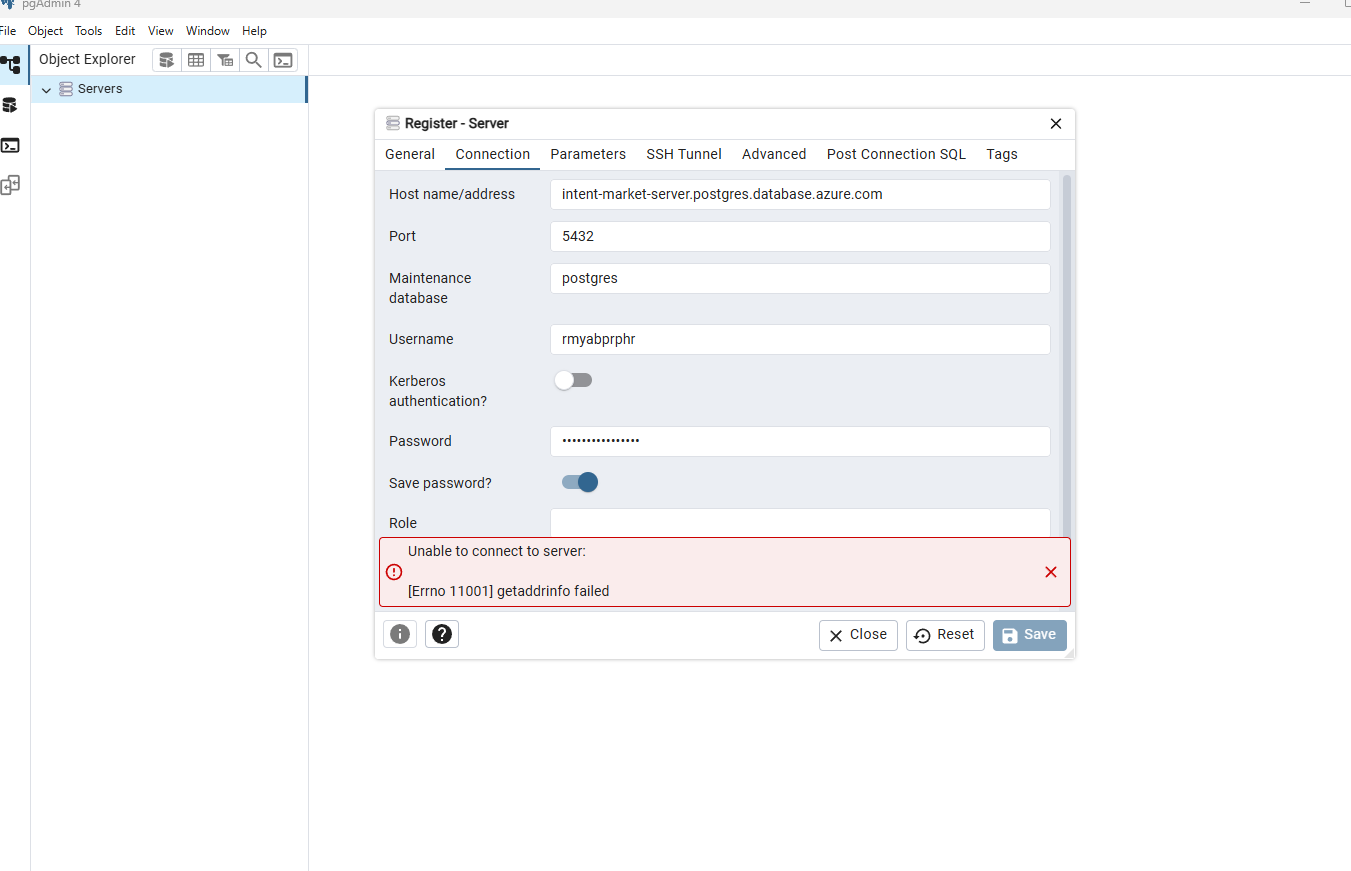 pgAdmin 4
File Object Tools Edit View Window Help
Object Explorer
Servers
Register - Server
General Connection Parameters SSH Tunnel Advanced Post Connection SQL Tags
Host name/address intent-market-server.postgres.database.azure.com
Port 5432
Maintenance
database
postgres
Username rmyabprphr
Kerberos
authentication?
Password ••••••••••••••••
Save password?
Role
Unable to connect to server:
[Errno 11001] getaddrinfo failed
Close Reset Save